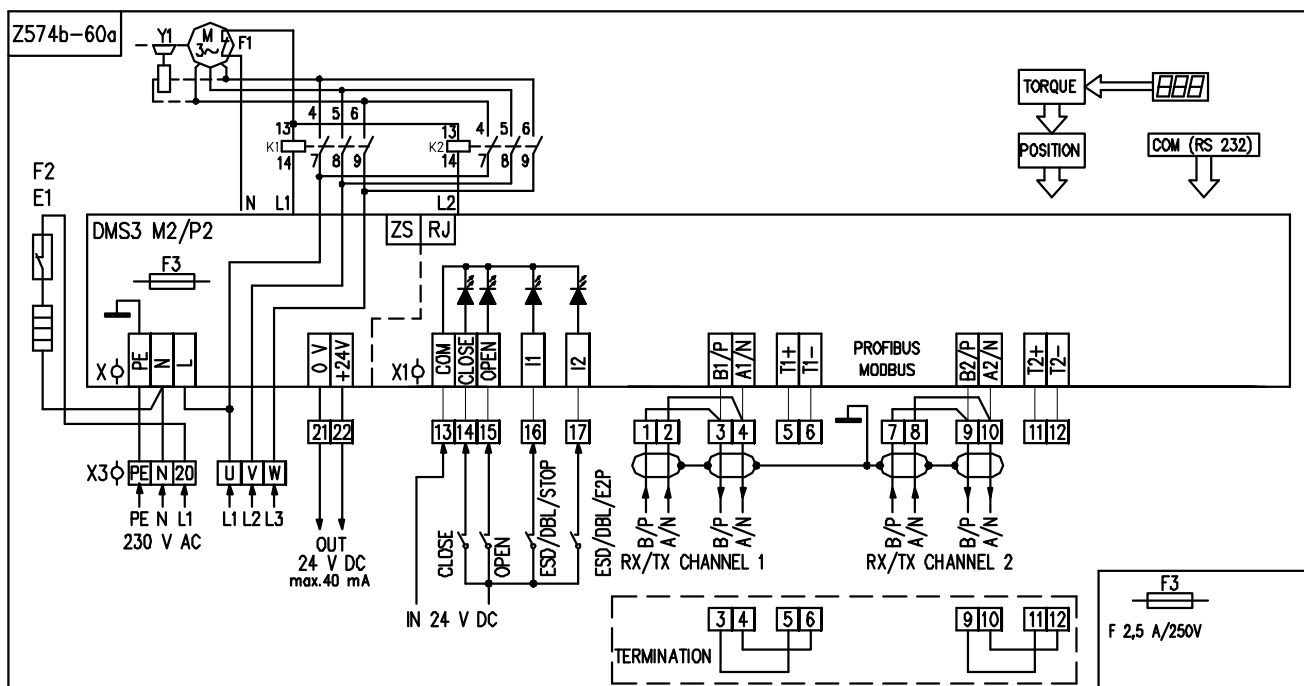 Z574b-60a
Y1
M
3~
F1
TORQUE
POSITION
COM (RS 232)
4 5 6
13
K1
14
7 8 9
4 5 6
13
K2
14
7 8 9
F2
E1
N L1
L2
DMS3 M2/P2
ZS RJ
F3
X
PE N L
0 V
+24V
X1
COM
CLOSE
OPEN
I1
I2
B1/P
A1/N
T1+
T1-
PROFIBUS
MODBUS
B2/P
A2/N
T2+
T2-
21 22
13 14 15 16 17
1 2 3 4 5 6
7 8 9 10 11 12
X3
PE N 20
U V W
PE N L1
230 V AC
L1 L2 L3
OUT
24 V DC
max.40 mA
CLOSE
OPEN
ESD/DBL/STOP
ESD/DBL/E2P
IN 24 V DC
B/P
A/N
B/P
A/N
RX/TX CHANNEL 1
B/P
A/N
B/P
A/N
RX/TX CHANNEL 2
TERMINATION
3 4 5 6
9 10 11 12
F3
F 2,5 A/250V